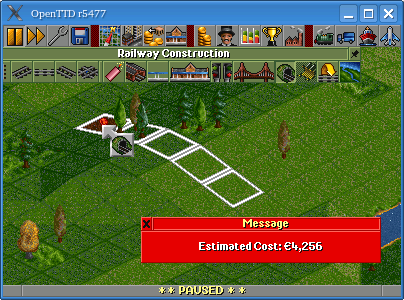 OpenTTD r5477
Railway Construction
Message
Estimated Cost: €4,256
** PAUSED **